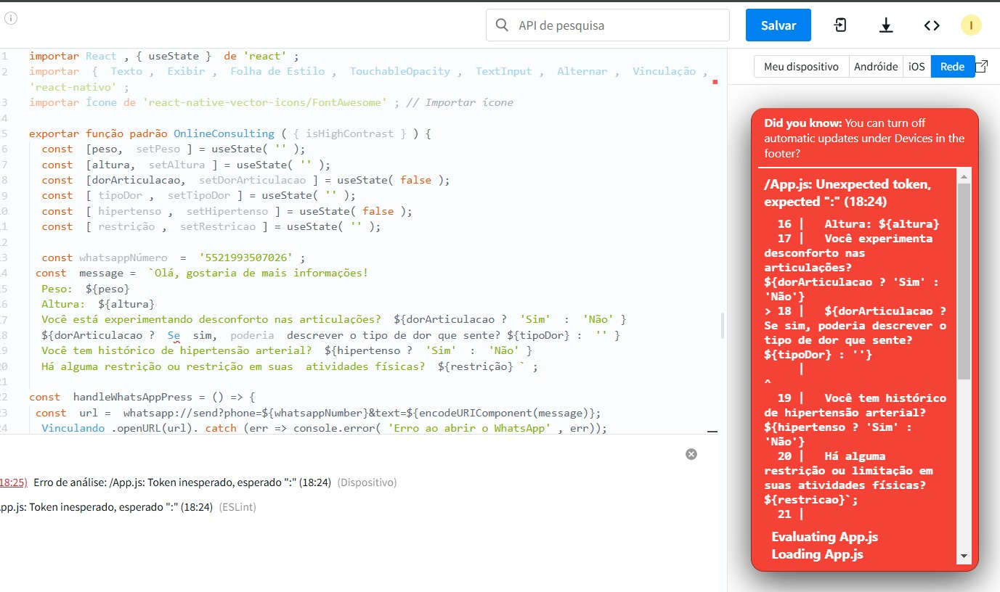 API de pesquisa
Salvar
I
1 importar React , { useState } de 'react' ;
2 importar { Texto , Exibir , Folha de Estilo , TouchableOpacity , TextInput , Alternar , Vinculação ,
'react-nativo' ;
3 importar Ícone de 'react-native-vector-icons/FontAwesome' ; // Importar ícone
4
5 exportar função padrão OnlineConsulting ( { isHighContrast } ) {
6 const [peso, setPeso ] = useState( '' );
7 const [altura, setAltura ] = useState( '' );
8 const [dorArticulacao, setDorArticulacao ] = useState( false );
9 const [ tipoDor , setTipoDor ] = useState( '' );
0 const [ hipertenso , setHipertenso ] = useState( false );
1 const [ restrição , setRestricao ] = useState( '' );
2
3 const whatsappNúmero = '5521993507026' ;
4 const message = `Olá, gostaria de mais informações!
5 Peso: ${peso}
6 Altura: ${altura}
7 Você está experimentando desconforto nas articulações? ${dorArticulacao ? 'Sim' : 'Não' }
8 ${dorArticulacao ? Se sim, poderia descrever o tipo de dor que sente? ${tipoDor} : '' }
9 Você tem histórico de hipertensão arterial? ${hipertenso ? 'Sim' : 'Não' }
0 Há alguma restrição ou restrição em suas atividades físicas? ${restrição} ` ;
1
2 const handleWhatsAppPress = () => {
3 const url = whatsapp://send?phone=${whatsappNumber}&text=${encodeURIComponent(message)};
4 Vinculando .openURL(url). catch (err => console.error( 'Erro ao abrir o WhatsApp' , err));
18:25) Erro de análise: /App.js: Token inesperado, esperado ":" (18:24) (Dispositivo)
pp.js: Token inesperado, esperado ":" (18:24) (ESLint)
Meu dispositivo Andróide iOS Rede
Did you know: You can turn off
automatic updates under Devices in the
footer?
/App.js: Unexpected token,
expected ":" (18:24)
16 | Altura: ${altura}
17 | Você experimenta
desconforto nas
articulações?
${dorArticulacao ? 'Sim' :
'Não'}
> 18 | ${dorArticulacao ?
Se sim, poderia descrever o
tipo de dor que sente?
${tipoDor} : ''}
|
^
19 | Você tem histórico
de hipertensão arterial?
${hipertenso ? 'Sim' :
'Não'}
20 | Há alguma
restrição ou limitação em
suas atividades físicas?
${restricao}`;
21 |
Evaluating App.js
Loading App.js